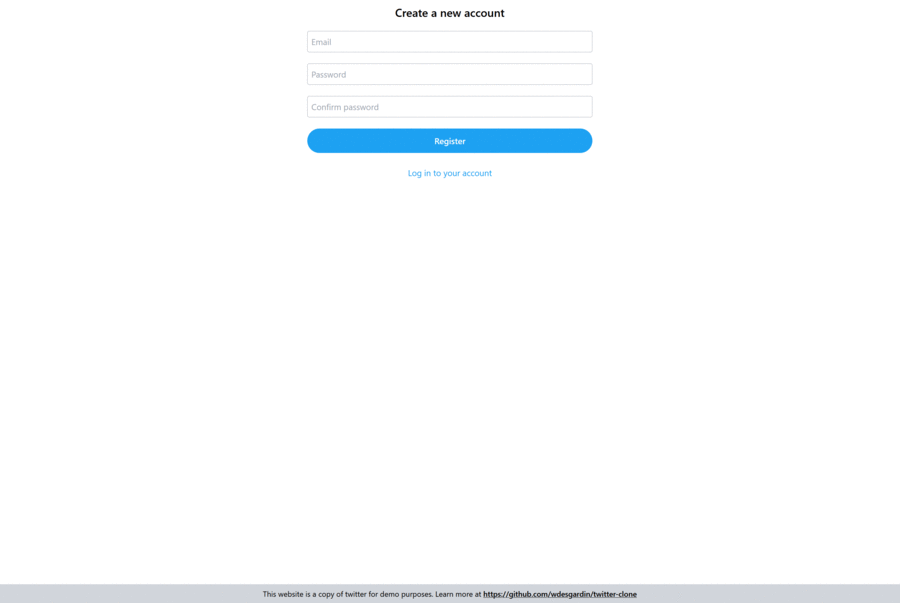 Create a new account
Email
Password
Confirm password
Register
Log in to your account
This website is a copy of twitter for demo purposes. Learn more at https://github.com/wdesgardin/twitter-clone